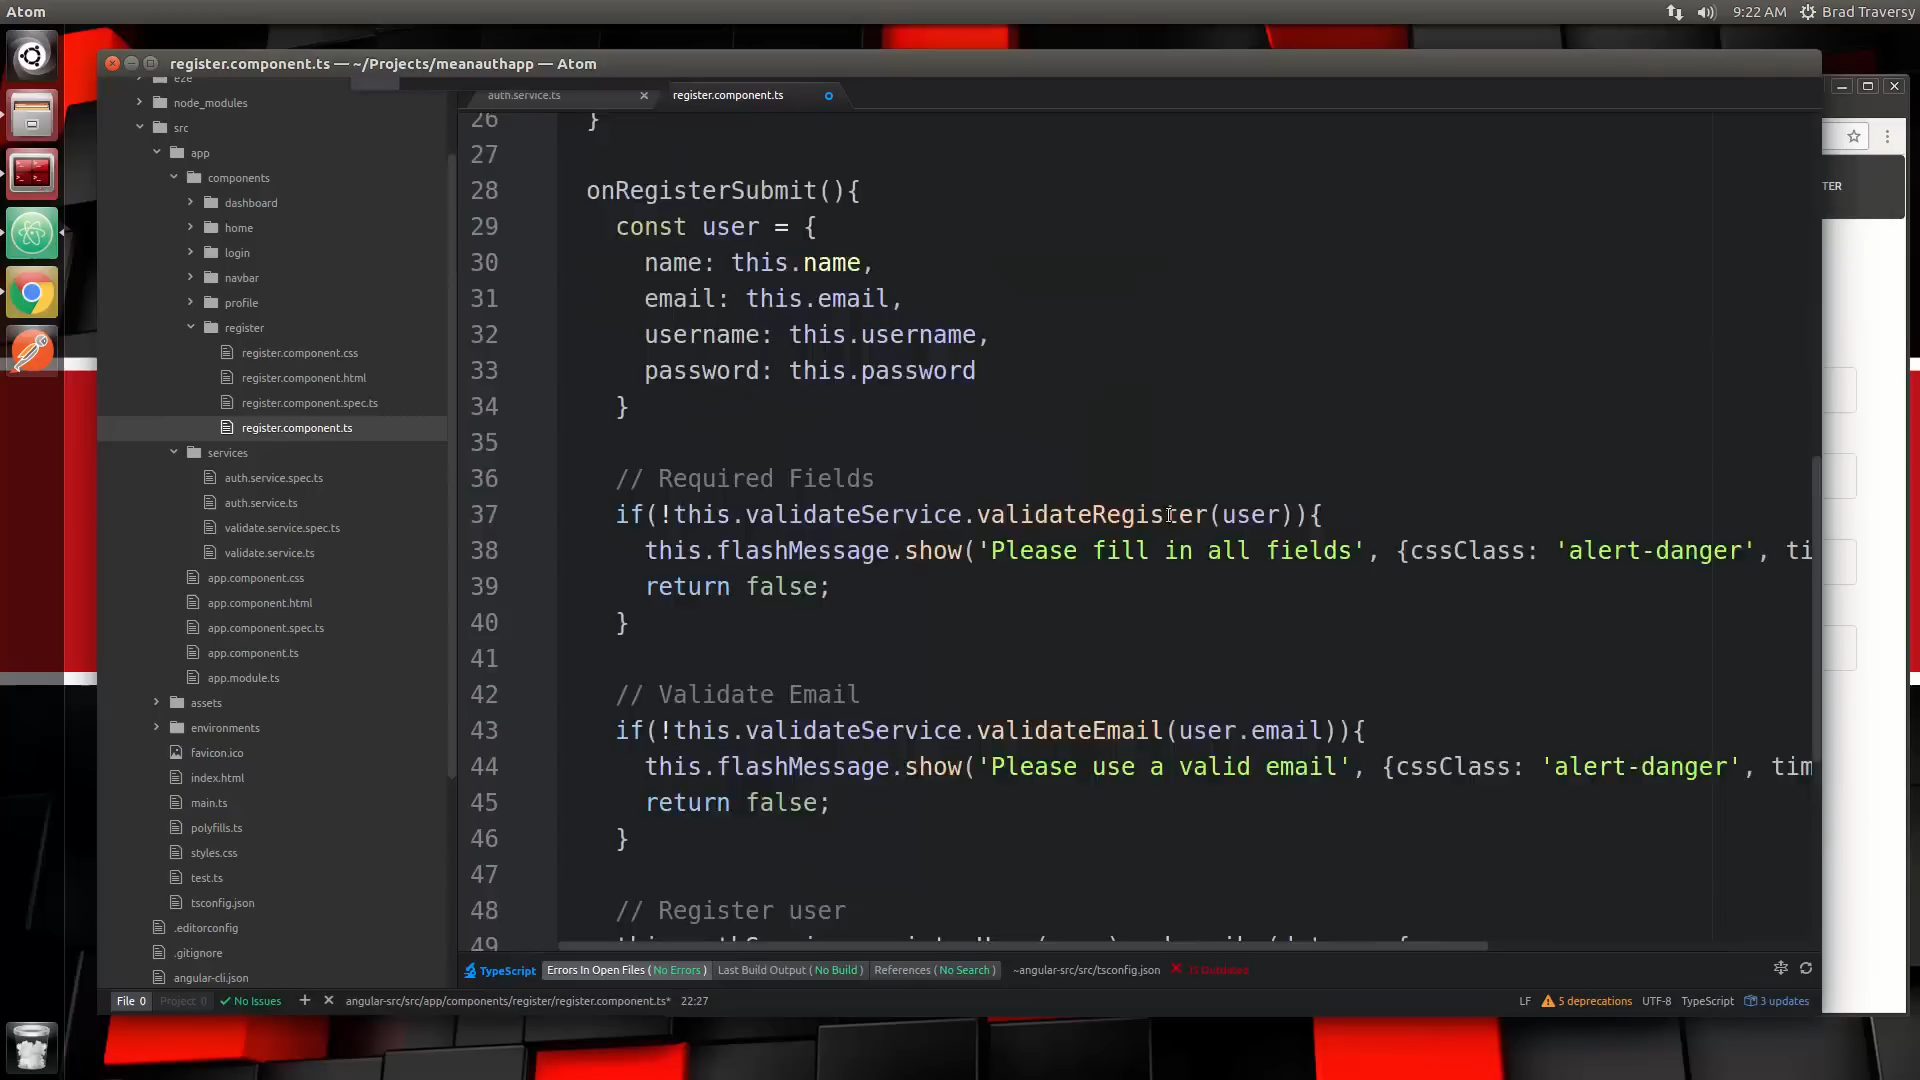 Atom
9:22 AM
Brad Traversy
register.component.ts — ~/Projects/meanauthapp — Atom
e2e
node_modules
src
app
components
dashboard
home
login
navbar
profile
register
register.component.css
register.component.html
register.component.spec.ts
register.component.ts
services
auth.service.spec.ts
auth.service.ts
validate.service.spec.ts
validate.service.ts
app.component.css
app.component.html
app.component.spec.ts
app.component.ts
app.module.ts
assets
environments
favicon.ico
index.html
main.ts
polyfills.ts
styles.css
test.ts
tsconfig.json
.editorconfig
.gitignore
angular-cli.json
auth.service.ts
register.component.ts
26 }
27
28 onRegisterSubmit(){
29 const user = {
30 name: this.name,
31 email: this.email,
32 username: this.username,
33 password: this.password
34 }
35
36 // Required Fields
37 if(!this.validateService.validateRegister(user)){
38 this.flashMessage.show('Please fill in all fields', {cssClass: 'alert-danger', ti
39 return false;
40 }
41
42 // Validate Email
43 if(!this.validateService.validateEmail(user.email)){
44 this.flashMessage.show('Please use a valid email', {cssClass: 'alert-danger', tim
45 return false;
46 }
47
48 // Register user
49
TER
TypeScript
Errors In Open Files ( No Errors )
Last Build Output ( No Build )
References ( No Search )
~angular-src/src/tsconfig.json
JS Outdated
File 0
Project 0
No Issues
angular-src/src/app/components/register/register.component.ts*
22:27
LF
5 deprecations
UTF-8
TypeScript
3 updates